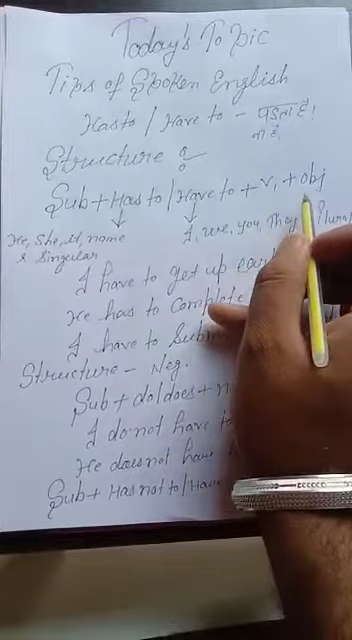 Today's Topic
Tips of Spoken English
Has to / Have to - पड़ता है!
ता है,
Structure :-
Sub + Has to / Have to + V₁ + obj
He, She, It, name & Singular
I, we, you, They, Plural
I have to get up
He has to Complete
I have to
Structure - Neg.
Sub + do/does + n
I do not have to
He does not have
Sub + Has not to / Have